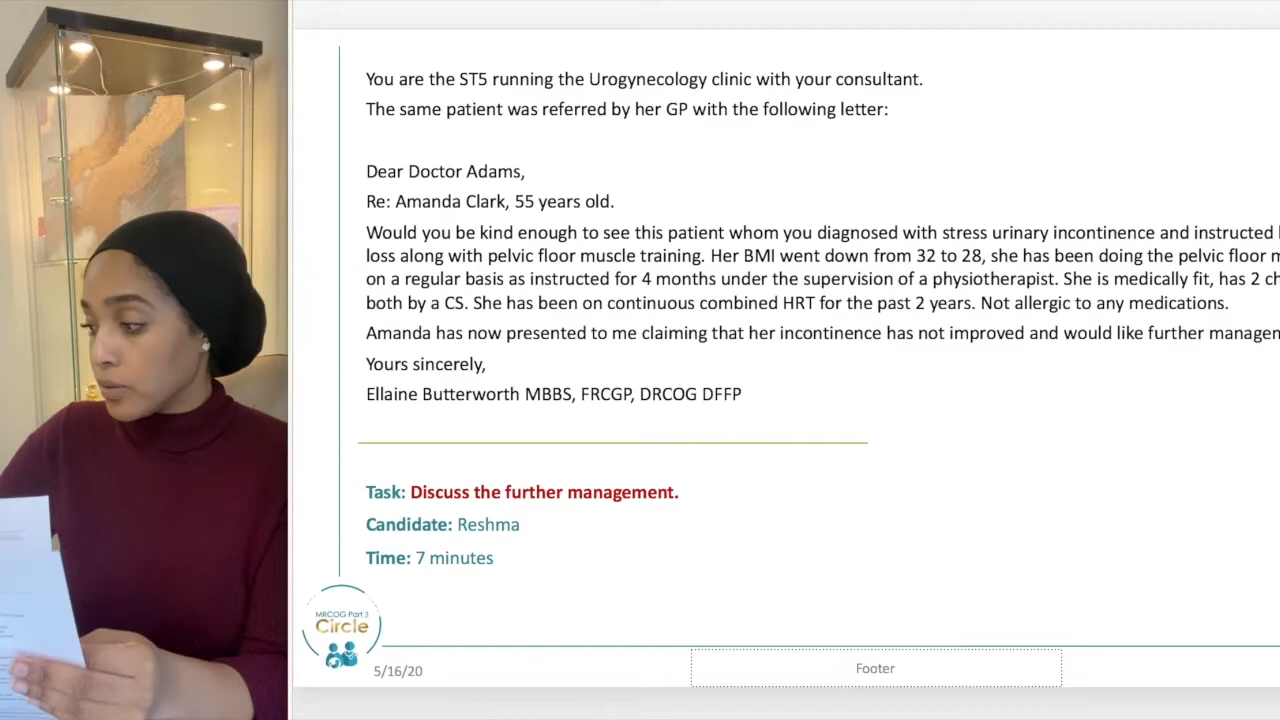 You are the ST5 running the Urogynecology clinic with your consultant.
The same patient was referred by her GP with the following letter:
Dear Doctor Adams,
Re: Amanda Clark, 55 years old.
Would you be kind enough to see this patient whom you diagnosed with stress urinary incontinence and instructed
loss along with pelvic floor muscle training. Her BMI went down from 32 to 28, she has been doing the pelvic floor
on a regular basis as instructed for 4 months under the supervision of a physiotherapist. She is medically fit, has 2
both by a CS. She has been on continuous combined HRT for the past 2 years. Not allergic to any medications.
Amanda has now presented to me claiming that her incontinence has not improved and would like further
Yours sincerely,
Ellaine Butterworth MBBS, FRCGP, DRCOG DFFP
Task: Discuss the further management.
Candidate: Reshma
Time: 7 minutes
MRCOG Part 3
Circle
5/16/20
Footer